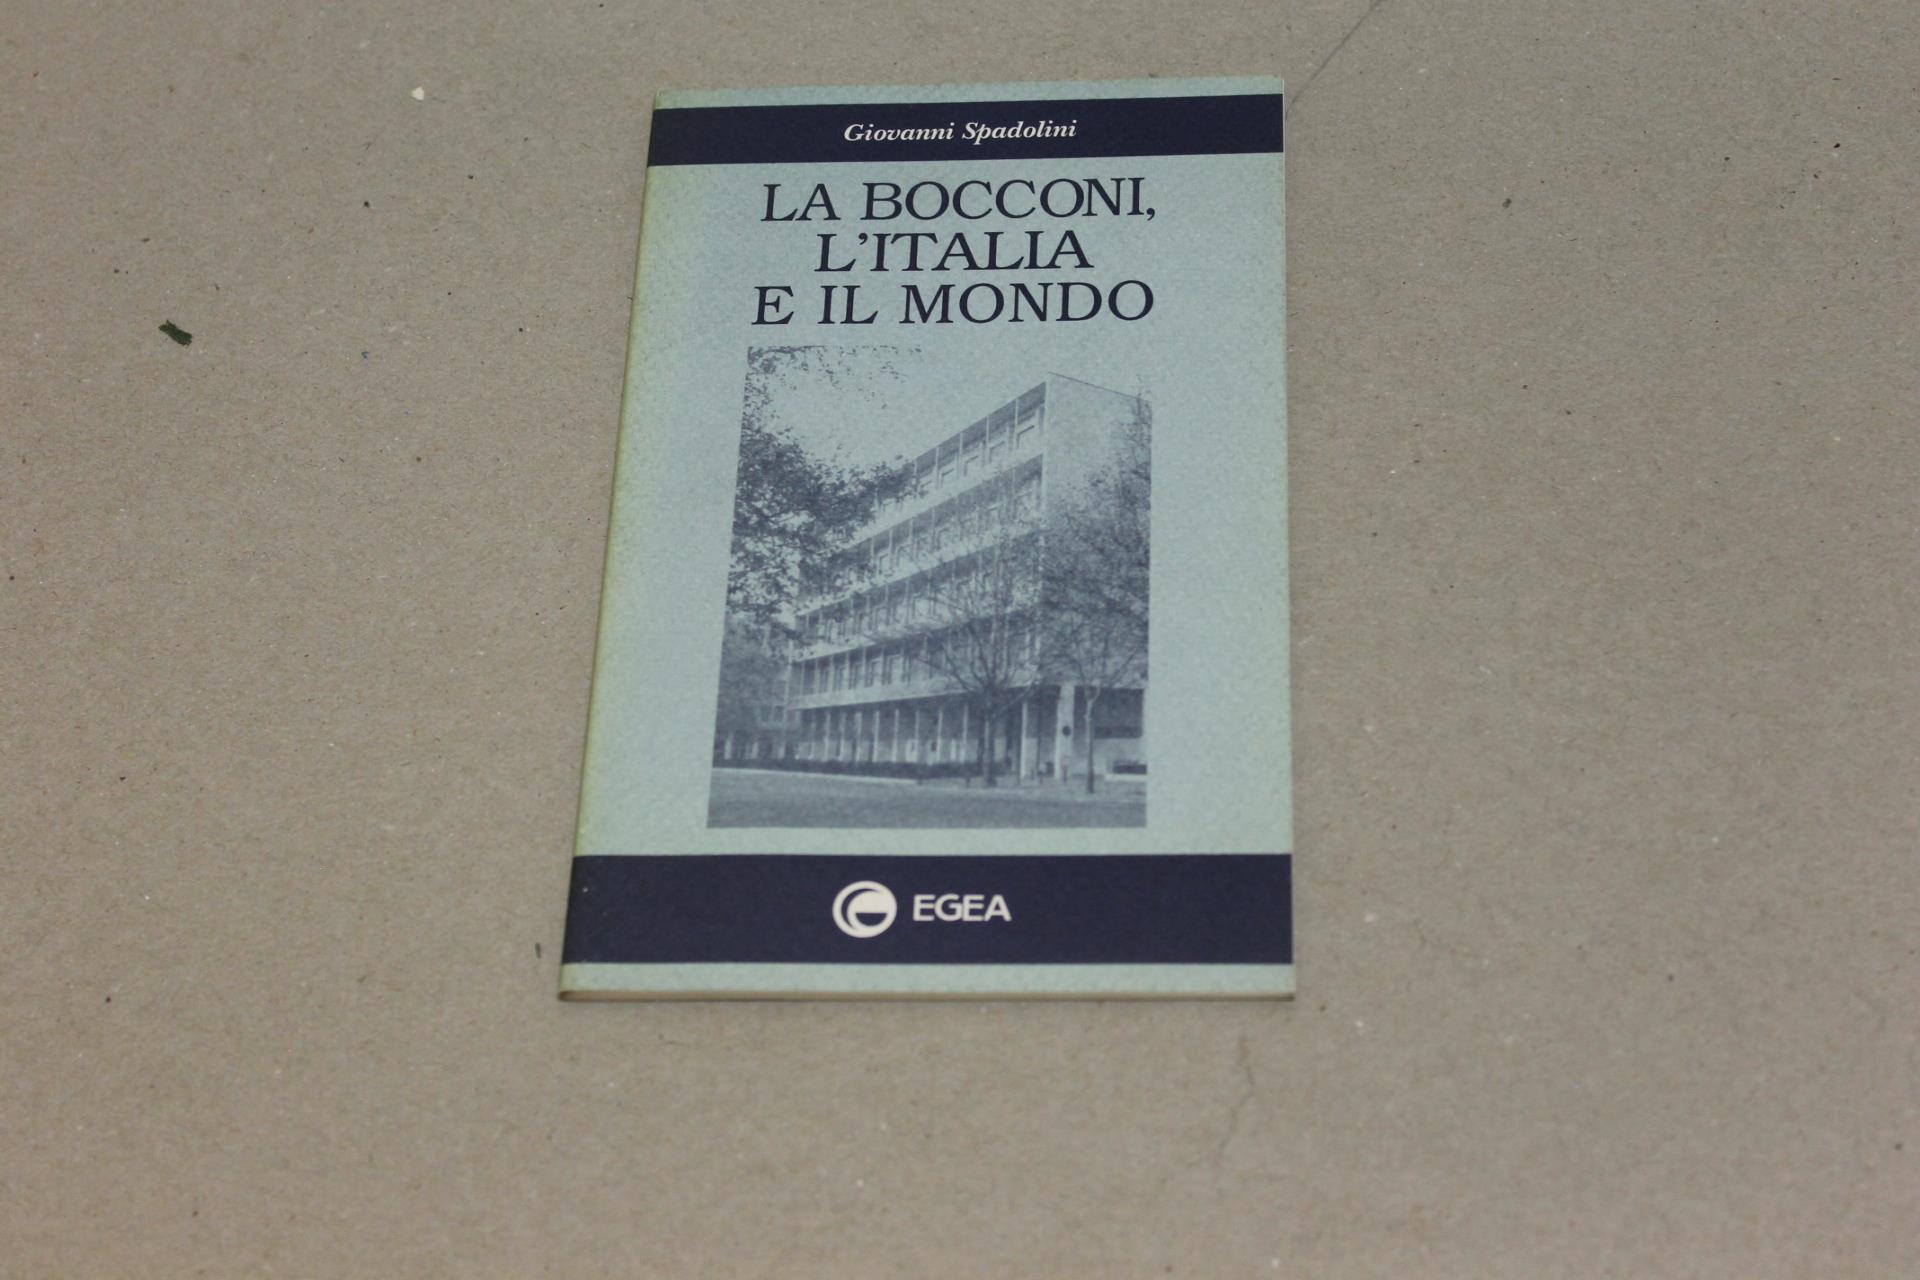 Giovanni Spadolini
LA BOCCONI,
L'ITALIA
E IL MONDO
EGEA